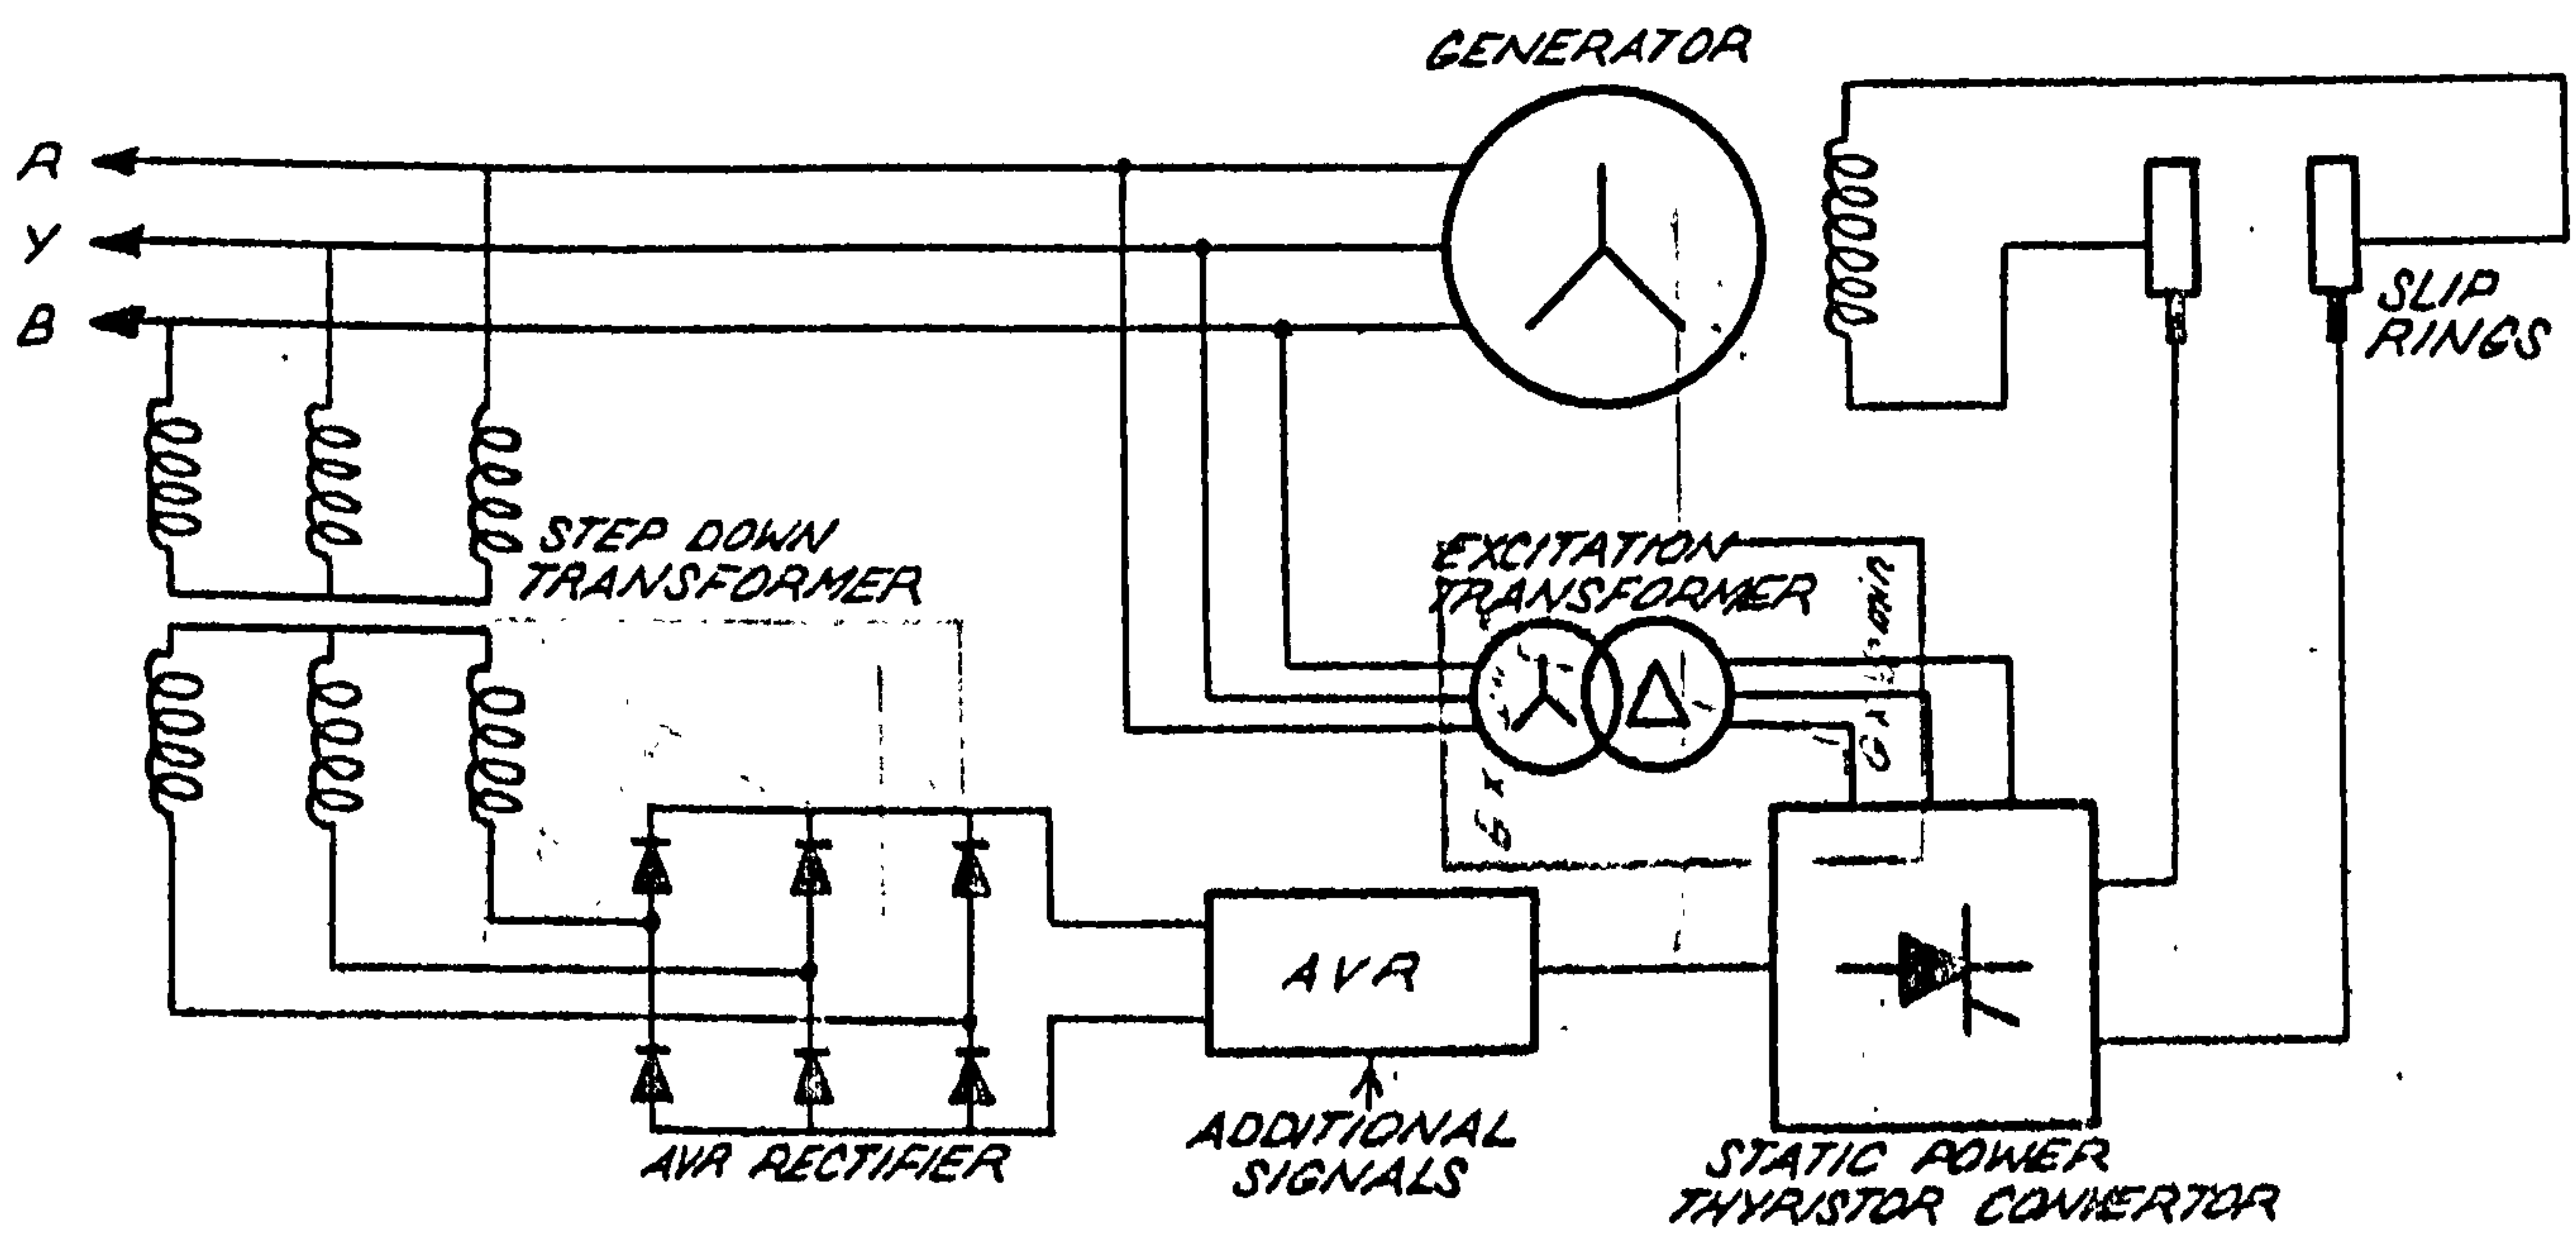 GENERATOR
R
Y
B
SLIP
RINGS
STEP DOWN
TRANSFORMER
EXCITATION
TRANSFORMER
AVR
ADDITIONAL
SIGNALS
AVR RECTIFIER
STATIC POWER
THYRISTOR CONVERTOR